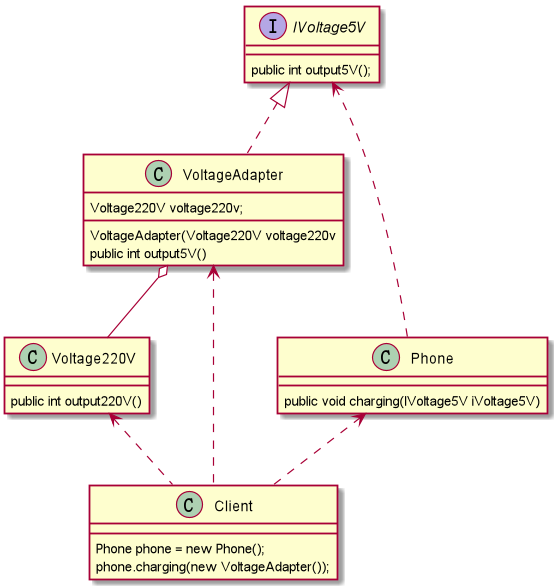 I IVoltage5V
public int output5V();
C VoltageAdapter
Voltage220V voltage220v;
VoltageAdapter(Voltage220V voltage220v
public int output5V()
C Voltage220V
public int output220V()
C Phone
public void charging(IVoltage5V iVoltage5V)
C Client
Phone phone = new Phone();
phone.charging(new VoltageAdapter());